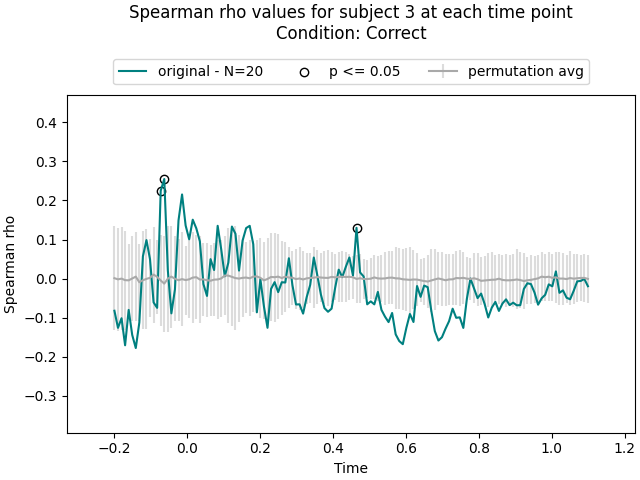 Spearman rho values for subject 3 at each time point
Condition: Correct
original - N=20 p <= 0.05 permutation avg
0.4
0.3
0.2
0.1
0.0
−0.1
−0.2
−0.3
Spearman rho
−0.2 0.0 0.2 0.4 0.6 0.8 1.0 1.2
Time